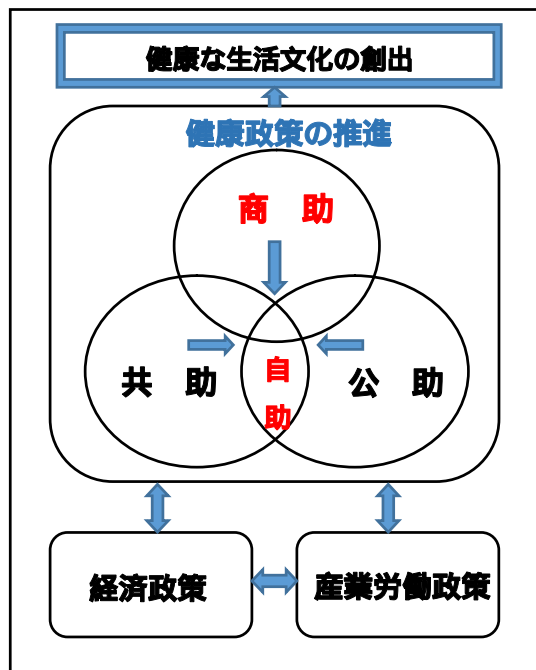 健康な生活文化の創出
健康政策の推進
商　助
共　助
自
助
公　助
経済政策
産業労働政策